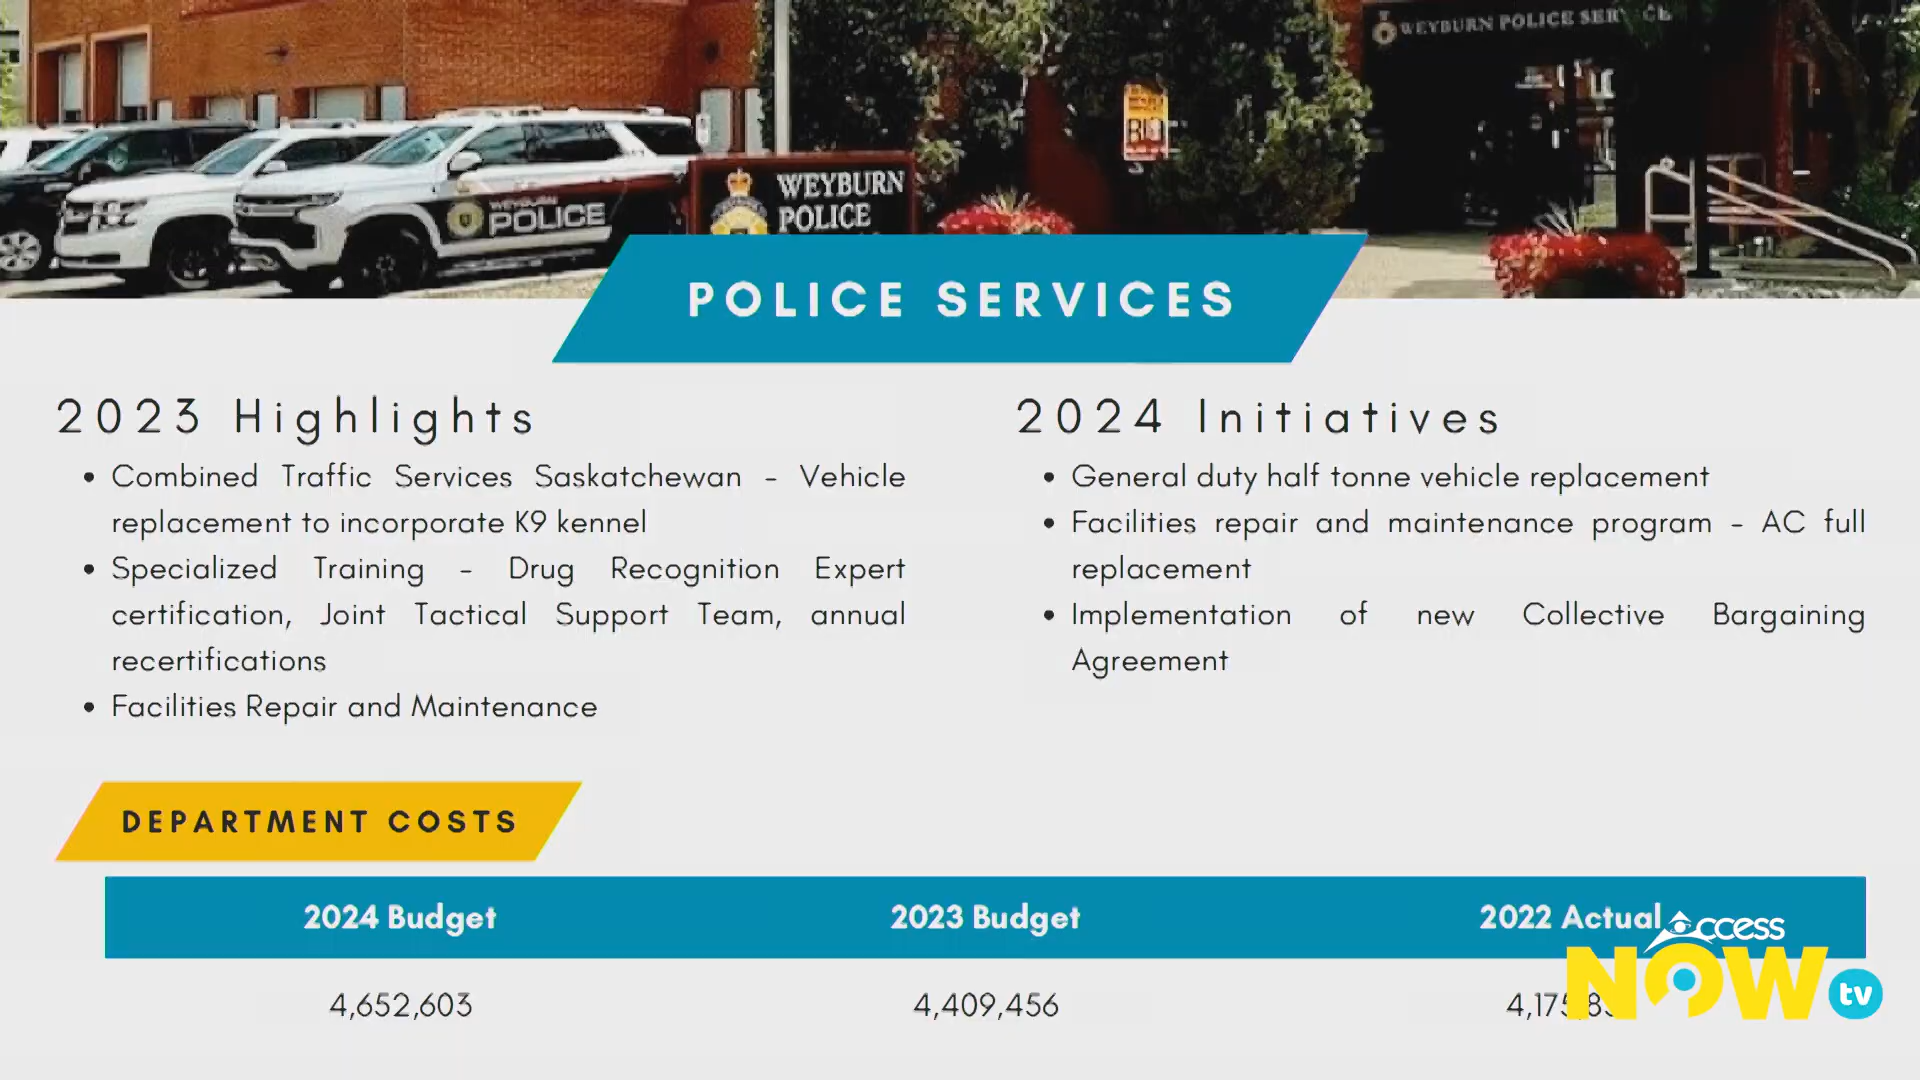 WEYBURN POLICE SERVICE
WEYBURN
POLICE
WEYBURN
POLICE
POLICE SERVICES
2023 Highlights
• Combined Traffic Services Saskatchewan - Vehicle
replacement to incorporate K9 kennel
• Specialized Training - Drug Recognition Expert
certification, Joint Tactical Support Team, annual
recertifications
• Facilities Repair and Maintenance
2024 Initiatives
• General duty half tonne vehicle replacement
• Facilities repair and maintenance program - AC full
replacement
• Implementation of new Collective Bargaining
Agreement
DEPARTMENT COSTS
2024 Budget 2023 Budget 2022 Actual
4,652,603 4,409,456
access
NOW
tv